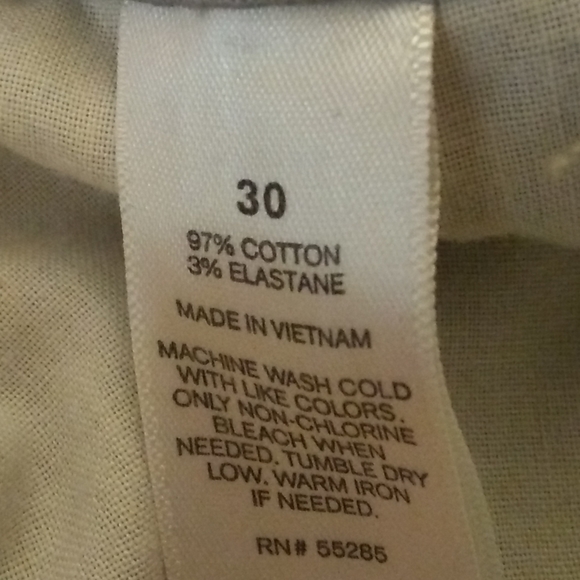 30
97% COTTON
3% ELASTANE
MADE IN VIETNAM
MACHINE WASH COLD
WITH LIKE COLORS.
ONLY NON-CHLORINE
BLEACH WHEN
NEEDED. TUMBLE DRY
LOW. WARM IRON
IF NEEDED.
RN# 55285